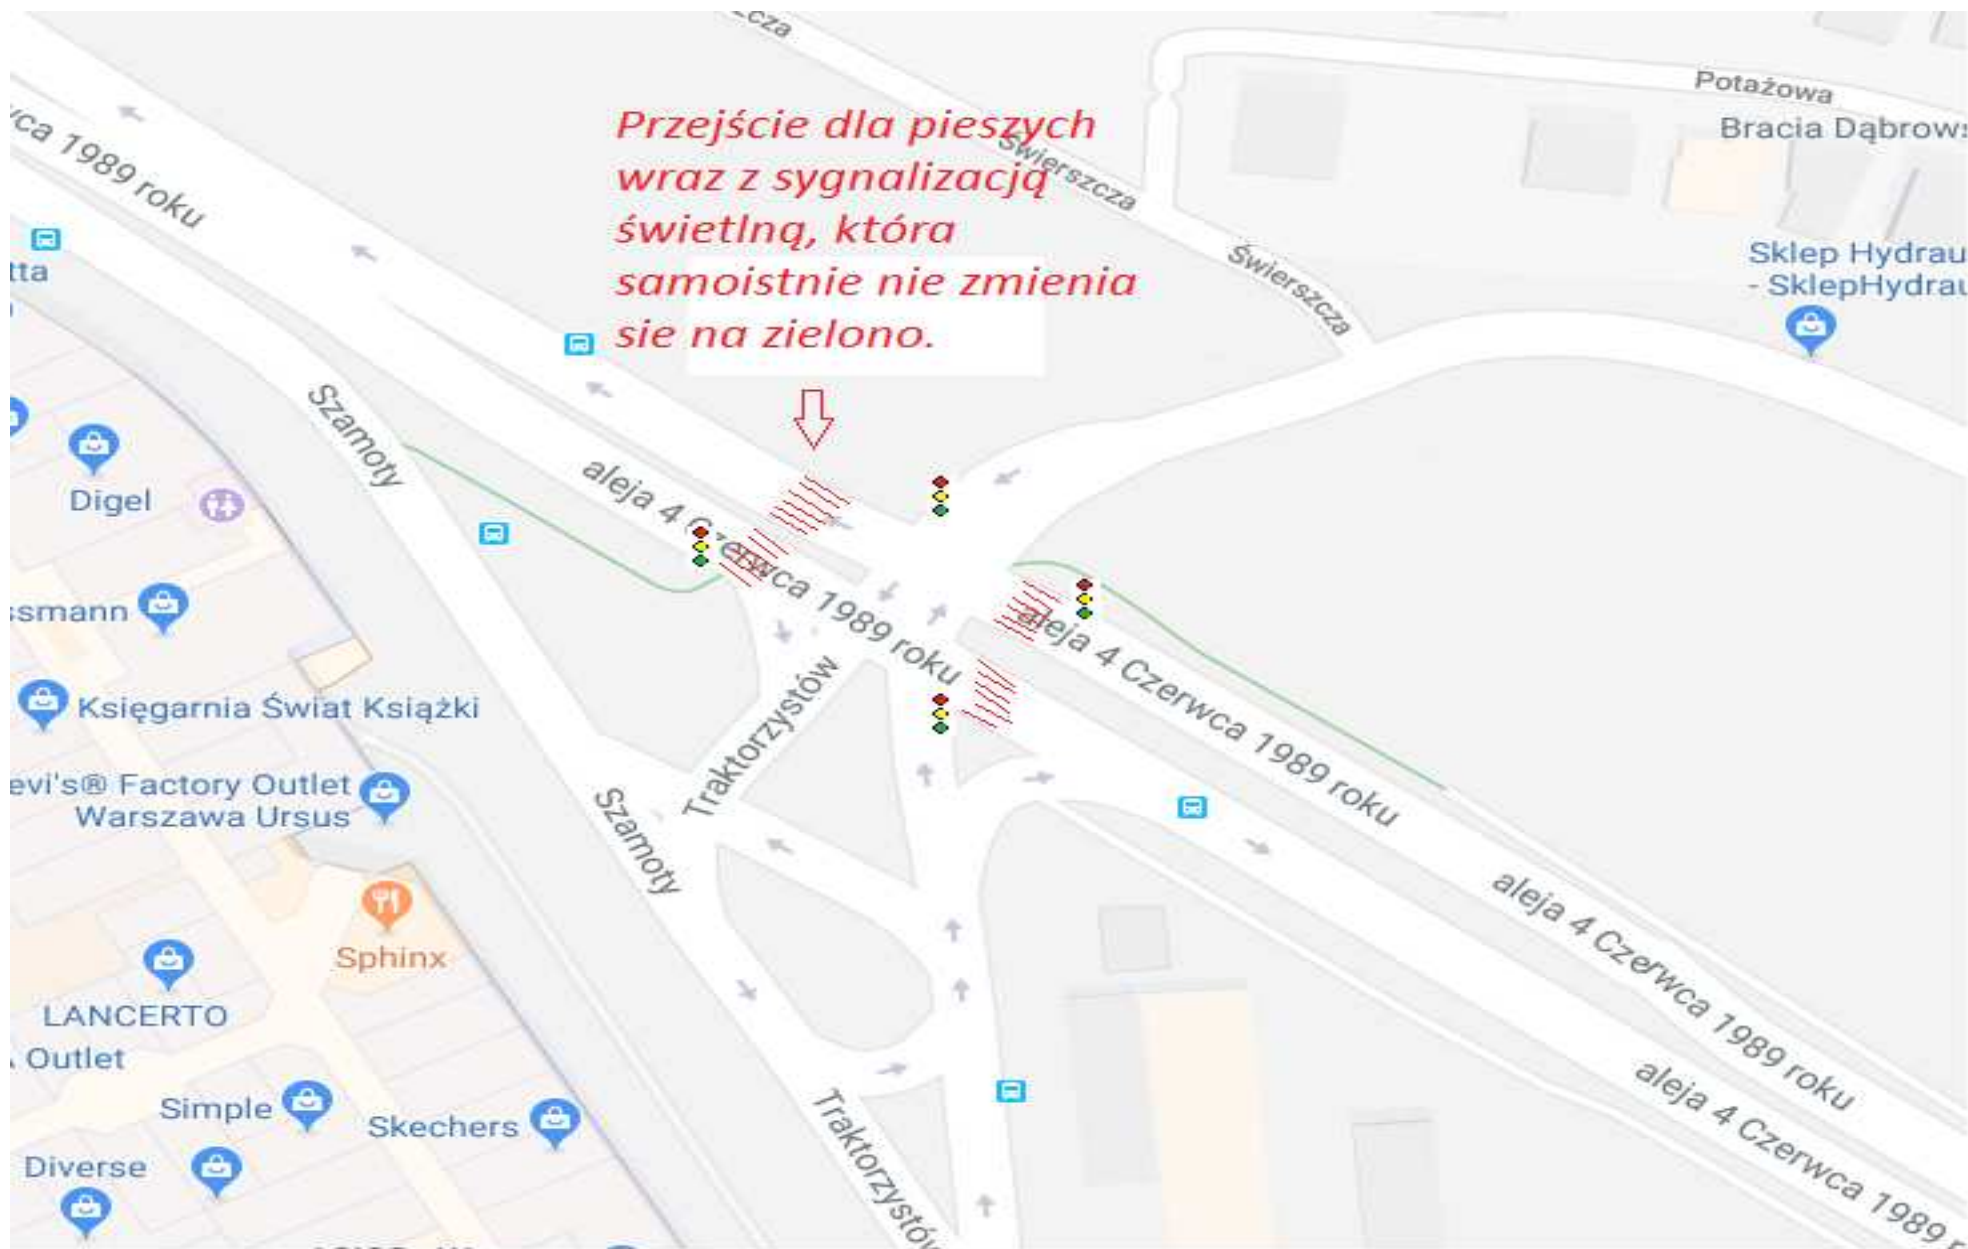 Potażowa
Bracia Dąbrows
Przejście dla pieszych
wraz z sygnalizacją
świetlną, która
samoistnie nie zmienia
sie na zielono.
Świerszcza
Świerszcza
wca 1989 roku
tta
Sklep Hydrau
- SklepHydrau
Szamoty
aleja 4 Czerwca 1989 roku
Digel
ssmann
aleja 4 Czerwca 1989 roku
Księgarnia Świat Książki
Traktorzystów
evi's® Factory Outlet
Warszawa Ursus
Szamoty
Sphinx
aleja 4 Czerwca 1989 roku
LANCERTO
Outlet
aleja 4 Czerwca 1989 r
Simple
Skechers
Traktorzystów
Diverse